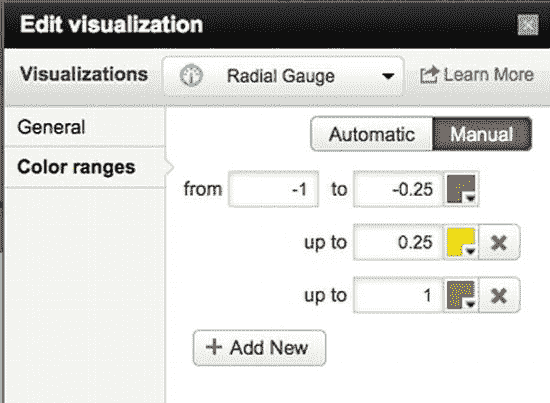 Edit visualization
Visualizations Radial Gauge Learn More
General Automatic Manual
Color ranges
from -1 to -0.25
up to 0.25
up to 1
+ Add New